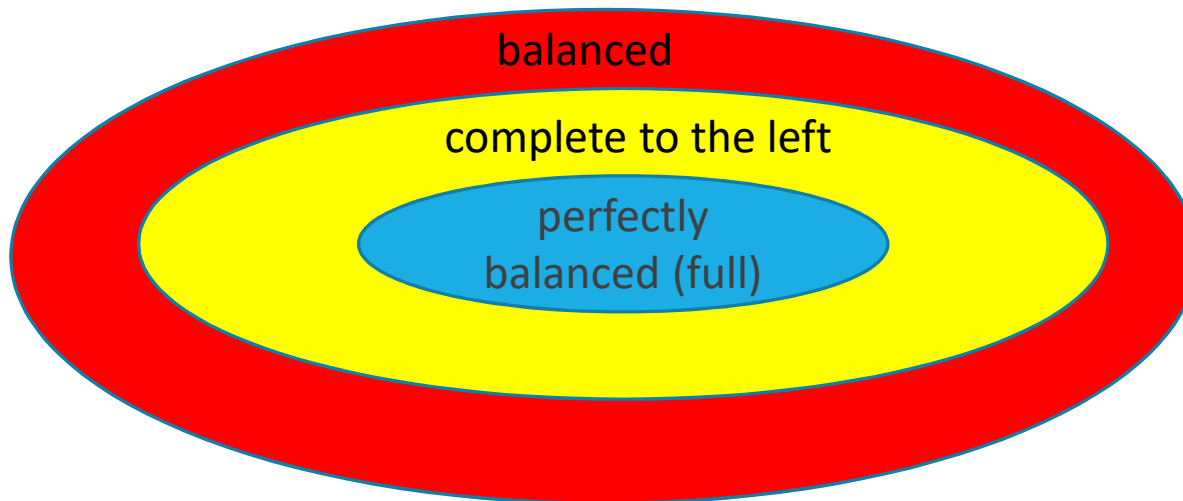 balanced
complete to the left
perfectly
balanced (full)